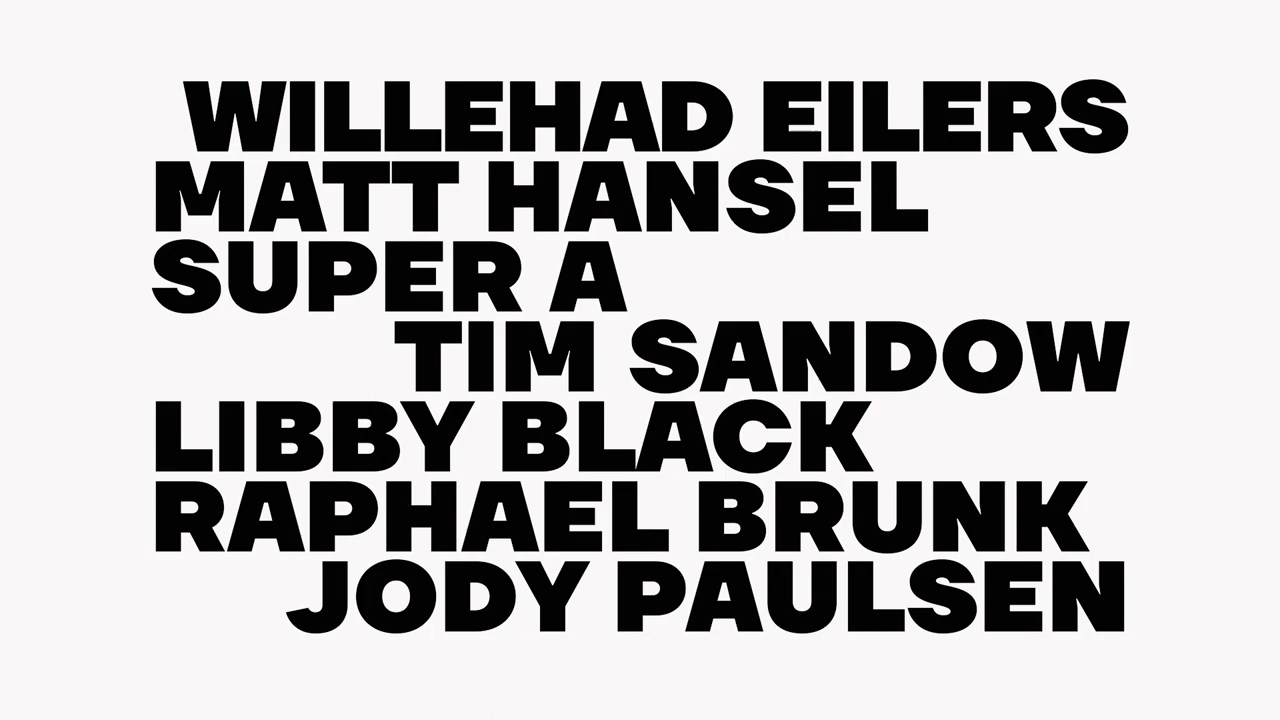 WILLEHAD EILERS
MATT HANSEL
SUPER A
TIM SANDOW
LIBBY BLACK
RAPHAEL BRUNK
JODY PAULSEN